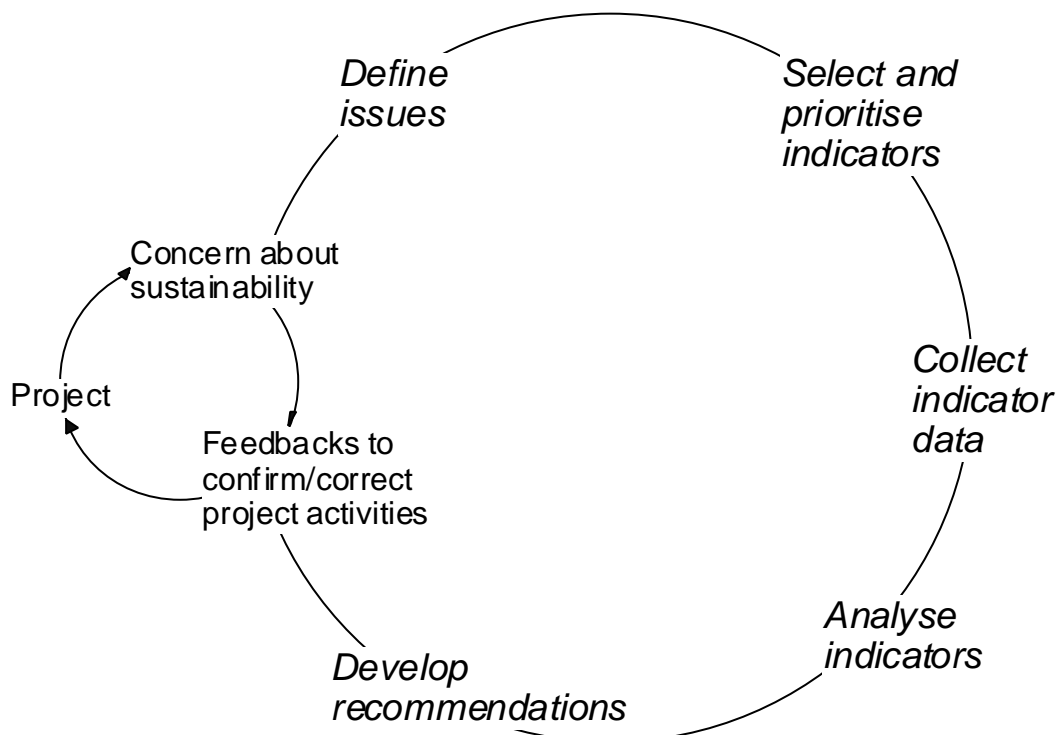 Define
issues
Select and
prioritise
indicators
Concern about
sustainability
Collect
indicator
data
Project
Feedbacks to
confirm/correct
project activities
Analyse
indicators
Develop
recommendations